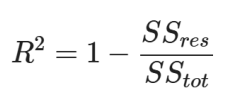 R² = 1 − SS_res / SS_tot